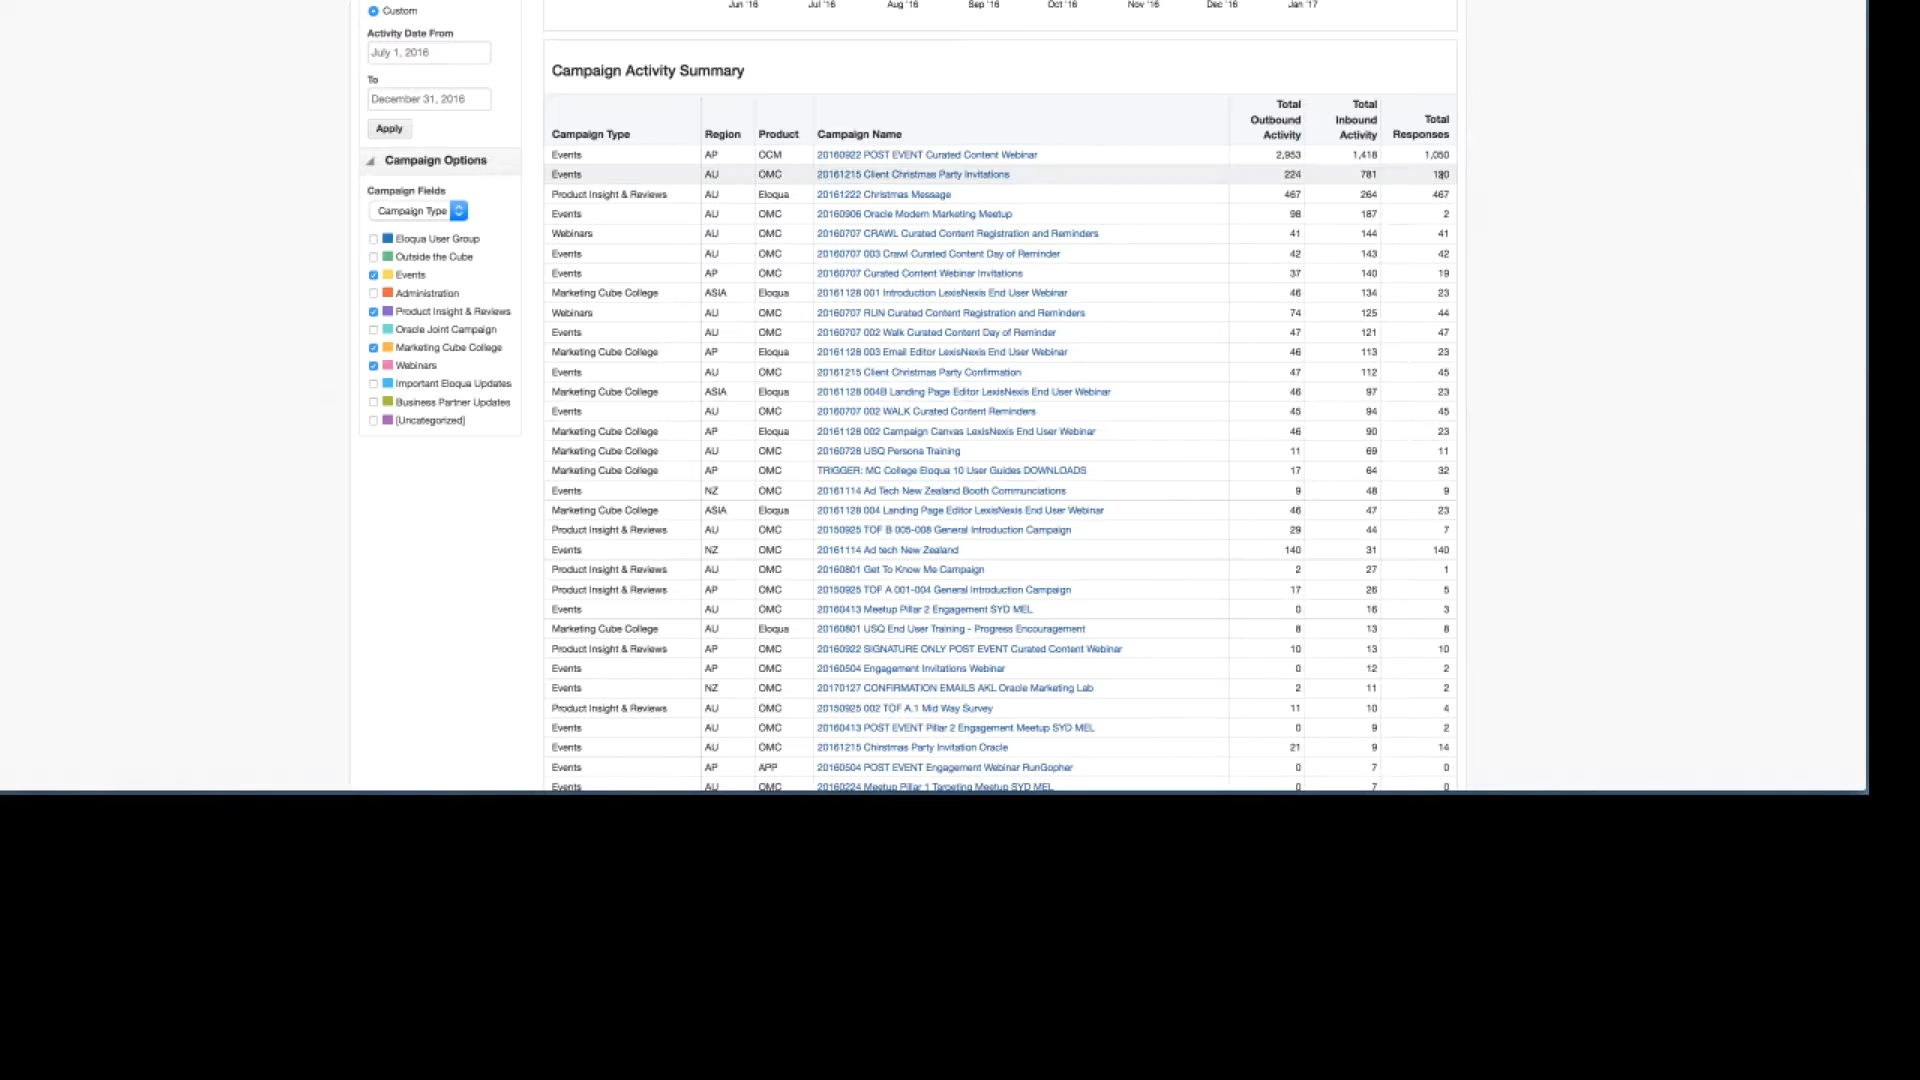 Custom
Activity Date From
July 1, 2016
To
December 31, 2016
Apply
Campaign Options
Campaign Fields
Campaign Type
Eloqua User Group
Outside the Cube
Events
Administration
Product Insight & Reviews
Oracle Joint Campaign
Marketing Cube College
Webinars
Important Eloqua Updates
Business Partner Updates
[Uncategorized]
Jun '16 Jul '16 Aug '16 Sep '16 Oct '16 Nov '16 Dec '16 Jan '17
Campaign Activity Summary
Campaign Type Region Product Campaign Name Total Outbound Activity Total Inbound Activity Total Responses
Events AP OCM 20160922 POST EVENT Curated Content Webinar 2,953 1,418 1,050
Events AU OMC 20161215 Client Christmas Party Invitations 224 781
Product Insight & Reviews AU Eloqua 20161222 Christmas Message 467 264 467
Events AU OMC 20160906 Oracle Modern Marketing Meetup 98 187 2
Webinars AU OMC 20160707 CRAWL Curated Content Registration and Reminders 41 144 41
Events AU OMC 20160707 003 Crawl Curated Content Day of Reminder 42 143 42
Events AP OMC 20160707 Curated Content Webinar Invitations 37 140 19
Marketing Cube College ASIA Eloqua 20161128 001 Introduction LexisNexis End User Webinar 46 134 23
Webinars AU OMC 20160707 RUN Curated Content Registration and Reminders 74 125 44
Events AU OMC 20160707 002 Walk Curated Content Day of Reminder 47 121 47
Marketing Cube College AP Eloqua 20161128 003 Email Editor LexisNexis End User Webinar 46 113 23
Events AU OMC 20161215 Client Christmas Party Confirmation 47 112 45
Marketing Cube College ASIA Eloqua 20161128 004B Landing Page Editor LexisNexis End User Webinar 46 97 23
Events AU OMC 20160707 002 WALK Curated Content Reminders 45 94 45
Marketing Cube College AP Eloqua 20161128 002 Campaign Canvas LexisNexis End User Webinar 46 90 23
Marketing Cube College AU OMC 20160728 USQ Persona Training 11 69 11
Marketing Cube College AP OMC TRIGGER: MC College Eloqua 10 User Guides DOWNLOADS 17 64 32
Events NZ OMC 20161114 Ad Tech New Zealand Booth Communciations 9 48 9
Marketing Cube College ASIA Eloqua 20161128 004 Landing Page Editor LexisNexis End User Webinar 46 47 23
Product Insight & Reviews AU OMC 20150925 TOF B 005-008 General Introduction Campaign 29 44 7
Events NZ OMC 20161114 Ad tech New Zealand 140 31 140
Product Insight & Reviews AU OMC 20160801 Get To Know Me Campaign 2 27 1
Product Insight & Reviews AP OMC 20150925 TOF A 001-004 General Introduction Campaign 17 26 5
Events AU OMC 20160413 Meetup Pillar 2 Engagement SYD MEL 0 16 3
Marketing Cube College AU Eloqua 20160801 USQ End User Training - Progress Encouragement 8 13 8
Product Insight & Reviews AP OMC 20160922 SIGNATURE ONLY POST EVENT Curated Content Webinar 10 13 10
Events AP OMC 20160504 Engagement Invitations Webinar 0 12 2
Events NZ OMC 20170127 CONFIRMATION EMAILS AKL Oracle Marketing Lab 2 11 2
Product Insight & Reviews AU OMC 20150925 002 TOF A.1 Mid Way Survey 11 10 4
Events AU OMC 20160413 POST EVENT Pillar 2 Engagement Meetup SYD MEL 0 9 2
Events AU OMC 20161215 Chirstmas Party Invitation Oracle 21 9 14
Events AP APP 20160504 POST EVENT Engagement Webinar RunGopher 0 7 0
Events AU OMC 20160224 Meetup Pillar 1 Targeting Meetup SYD MEL 0 7 0